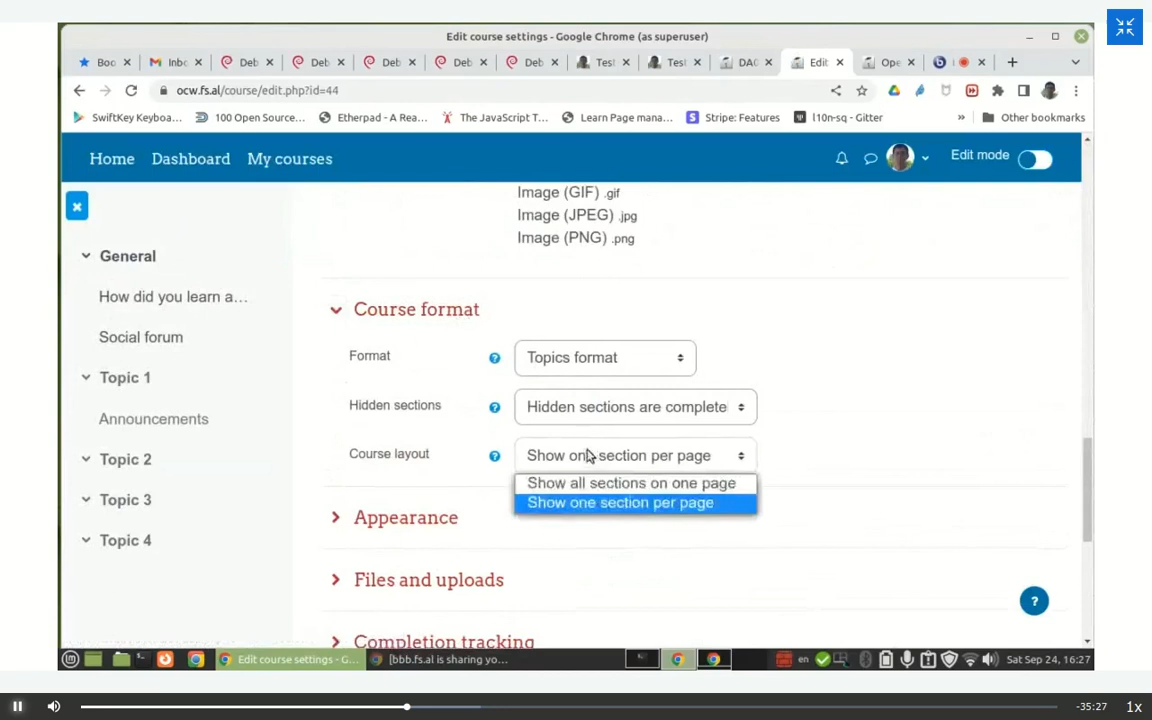 Edit course settings - Google Chrome (as superuser)
Boo Inbo Deb Deb Deb Deb Deb Test Test DAO Edit Ope
ocw.fs.al/course/edit.php?id=44
SwiftKey Keyboa... 100 Open Source... Etherpad - A Rea... The JavaScript T... Learn Page mana... Stripe: Features l10n-sq - Gitter » Other bookmarks
Home Dashboard My courses Edit mode
Image (GIF) .gif
Image (JPEG) .jpg
Image (PNG) .png
General
How did you learn a...
Social forum
Topic 1
Announcements
Topic 2
Topic 3
Topic 4
Course format
Format ? Topics format
Hidden sections ? Hidden sections are complete
Course layout ? Show one section per page
Show all sections on one page
Show one section per page
Appearance
Files and uploads
?
Completion tracking
Edit course settings - G... [bbb.fs.al is sharing yo... en Sat Sep 24, 16:27
-35:27 1x